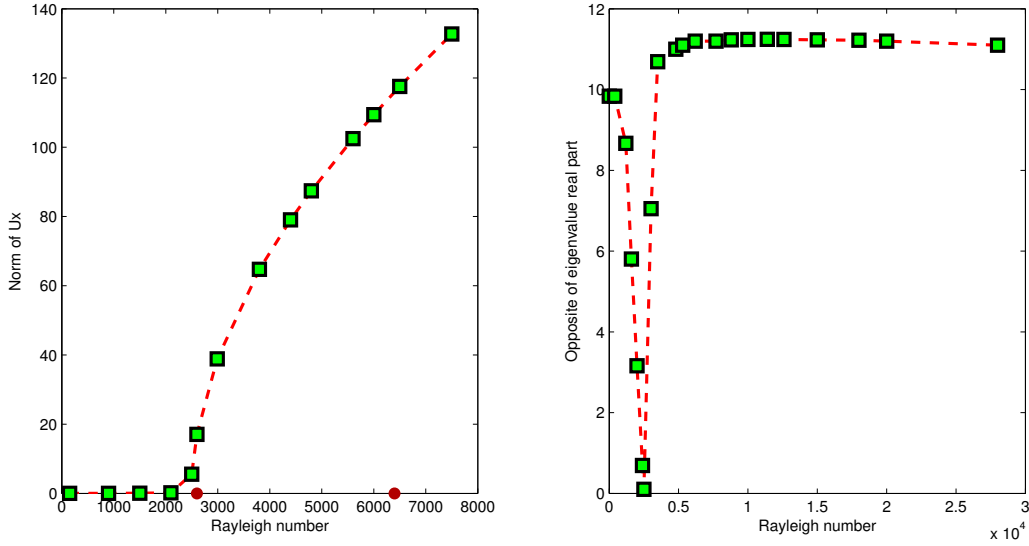 140
120
100
80
60
40
20
0
Norm of Ux
0 1000 2000 3000 4000 5000 6000 7000 8000
Rayleigh number
12
10
8
6
4
2
0
Opposite of eigenvalue real part
0 0.5 1 1.5 2 2.5 3
Rayleigh number
x 10^4